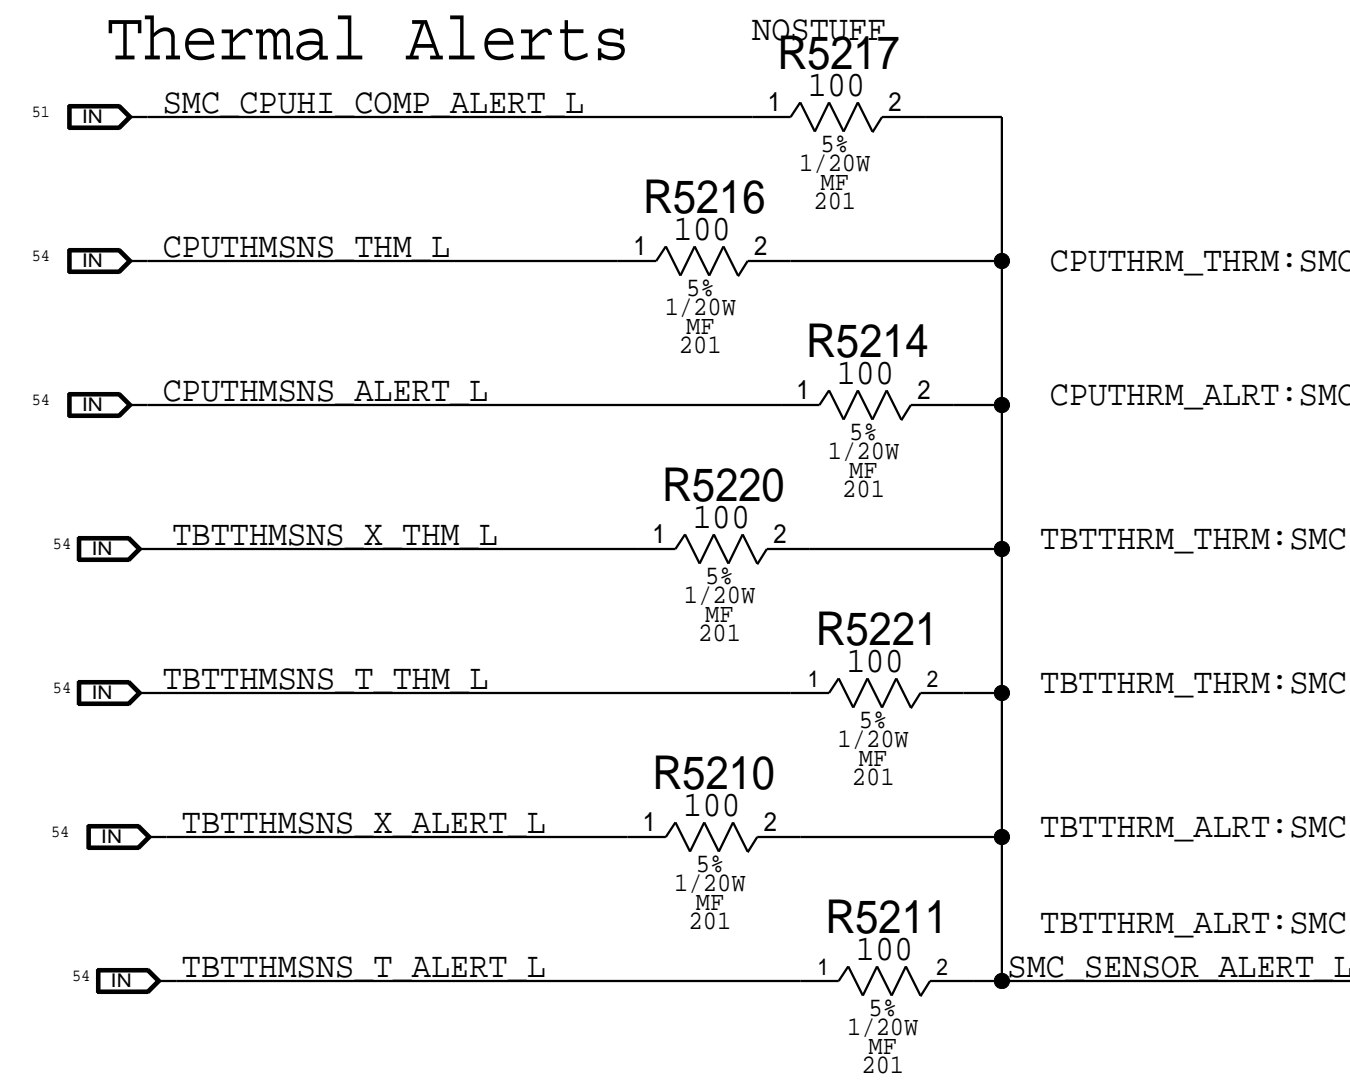 Thermal Alerts
NOSTUFF
R5217
100
51 IN SMC_CPUHI_COMP_ALERT_L 1 2
5%
1/20W
MF
201
R5216
100
54 IN CPUTHMSNS_THM_L 1 2 CPUTHRM_THRM:SMC
5%
1/20W
MF
201
R5214
100
54 IN CPUTHMSNS_ALERT_L 1 2 CPUTHRM_ALRT:SMC
5%
1/20W
MF
201
R5220
100
54 IN TBTTHMSNS_X_THM_L 1 2 TBTTHRM_THRM:SMC
5%
1/20W
MF
201
R5221
100
54 IN TBTTHMSNS_T_THM_L 1 2 TBTTHRM_THRM:SMC
5%
1/20W
MF
201
R5210
100
54 IN TBTTHMSNS_X_ALERT_L 1 2 TBTTHRM_ALRT:SMC
5%
1/20W
MF
201
R5211
TBTTHRM_ALRT:SMC
100
54 IN TBTTHMSNS_T_ALERT_L 1 2 SMC_SENSOR_ALERT_L
5%
1/20W
MF
201